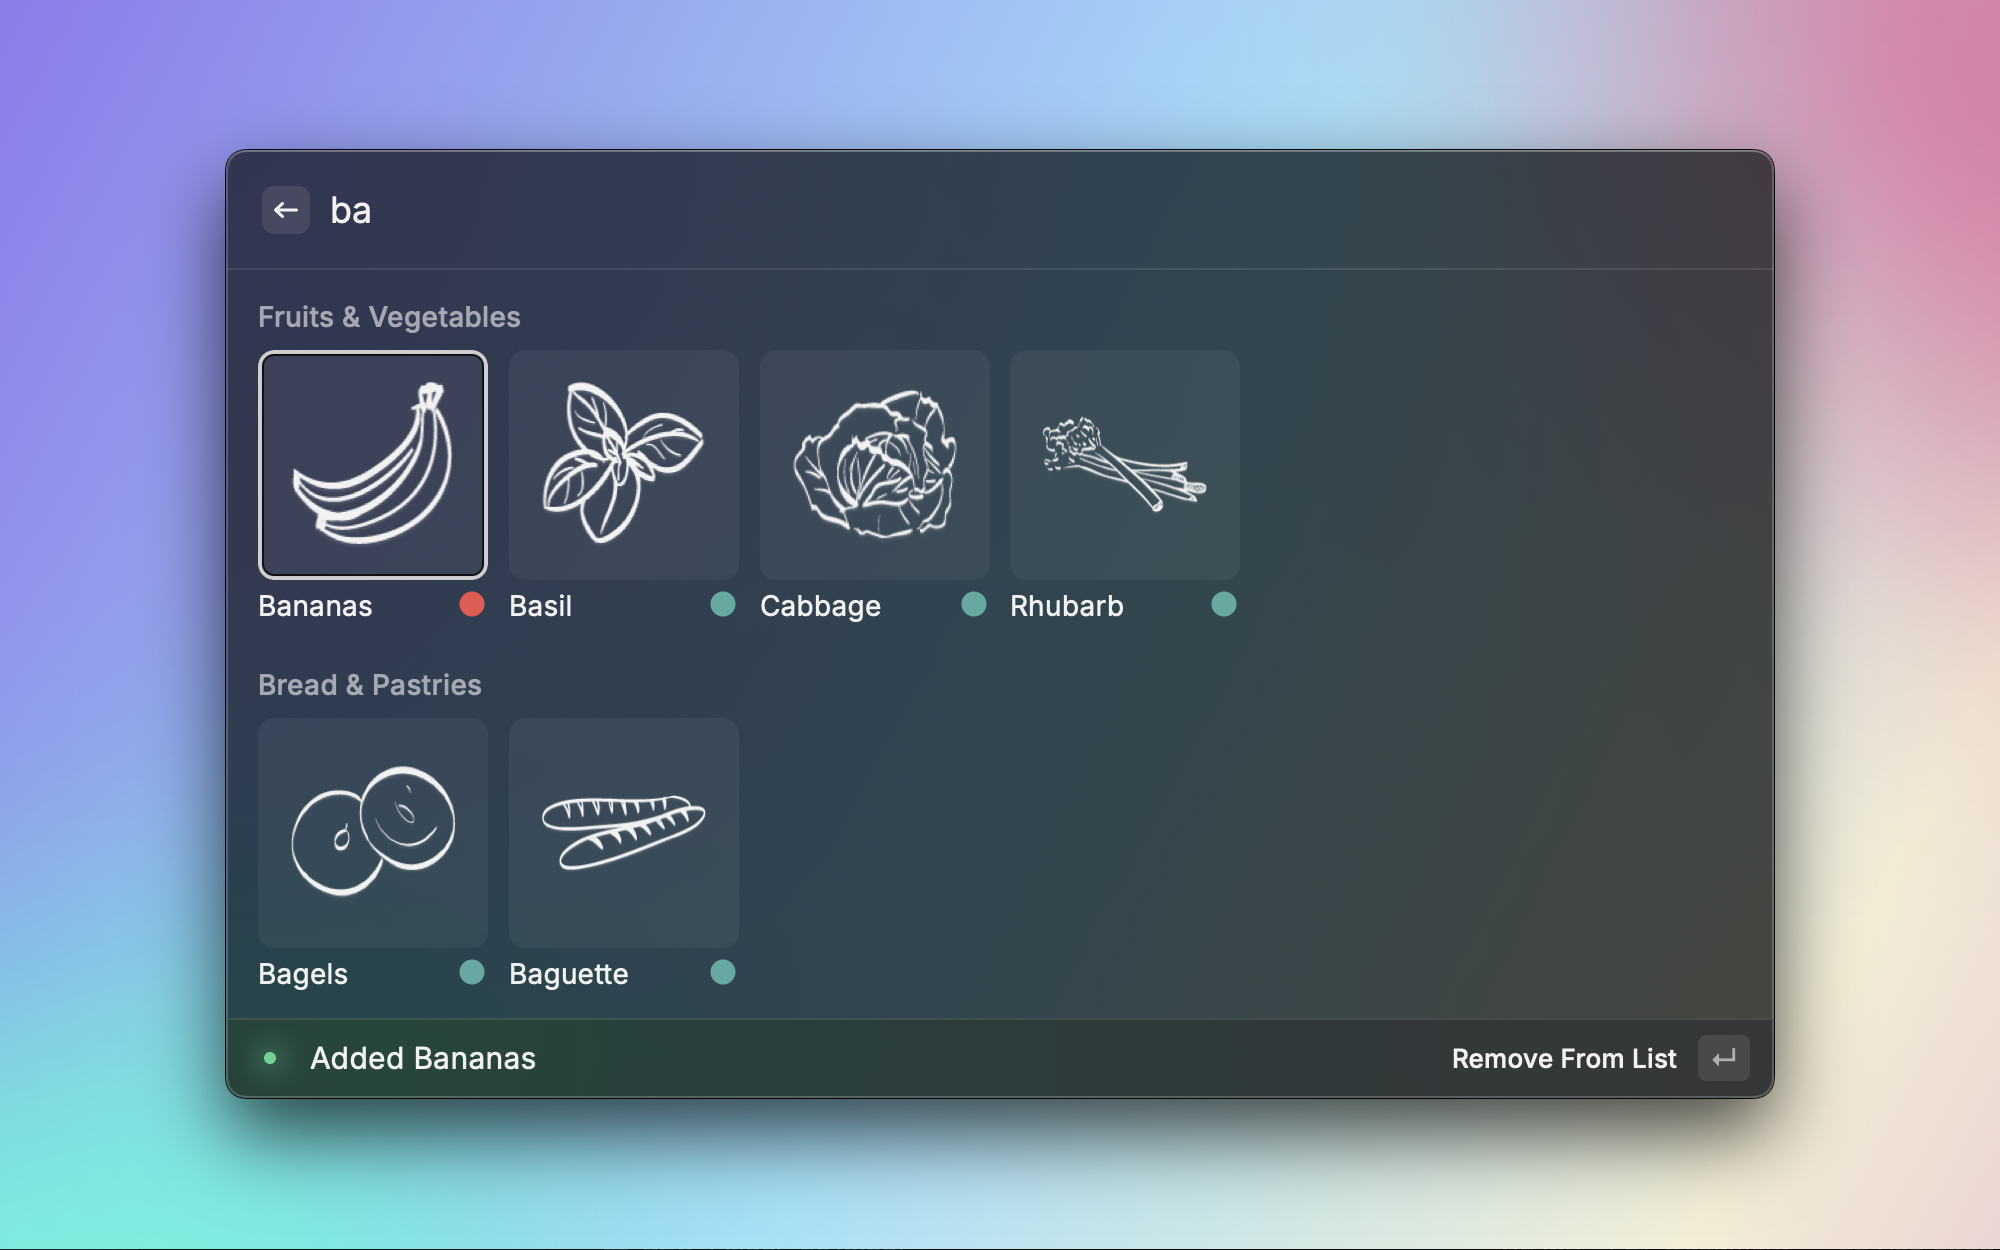 ba
Fruits & Vegetables
Bananas
Basil
Cabbage
Rhubarb
Bread & Pastries
Bagels
Baguette
Added Bananas
Remove From List